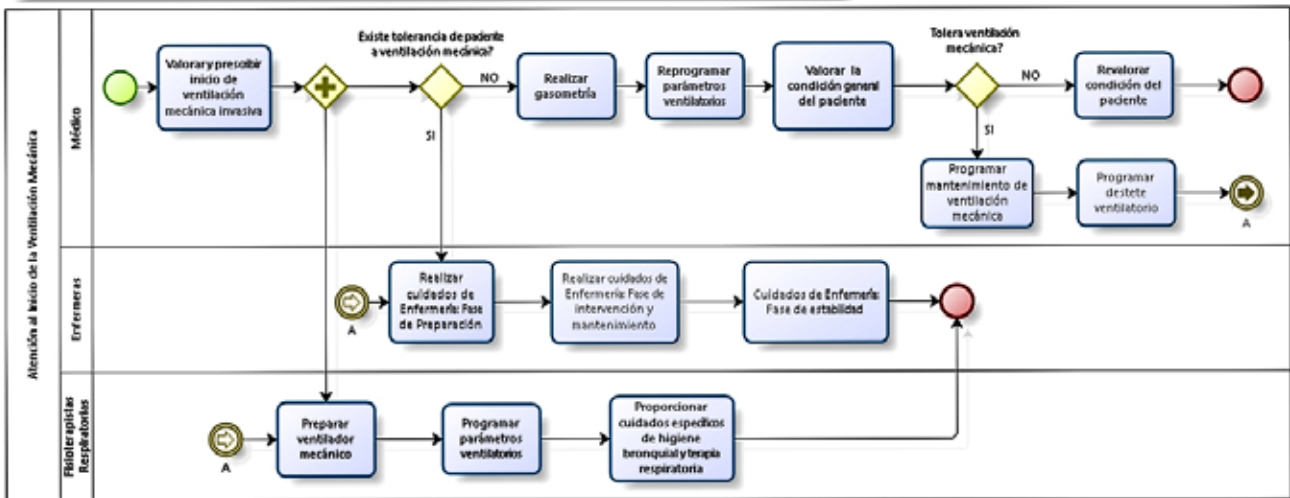 Atención al Inicio de la Ventilación Mecánica
Médico
Valorar y prescribir
inicio de
ventilación
mecánica invasiva
Existe tolerancia de paciente
a ventilación mecánica?
NO
SI
Realizar
gasometría
Reprogramar
parámetros
ventilatorios
Valorar la
condición general
del paciente
Tolera ventilación
mecánica?
NO
SI
Revalorar
condición del
paciente
Programar
mantenimiento de
ventilación
mecánica
Programar
destete
ventilatorio
A
Enfermeras
A
Realizar
cuidados de
Enfermería: Fase
de Preparación
Realizar cuidados de
Enfermería: Fase de
intervención y
mantenimiento
Cuidados de Enfermería:
Fase de estabilidad
Fisioterapistas
Respiratorias
A
Preparar
ventilador
mecánico
Programar
parámetros
ventilatorios
Proporcionar
cuidados específicos
de higiene
bronquial y terapia
respiratoria